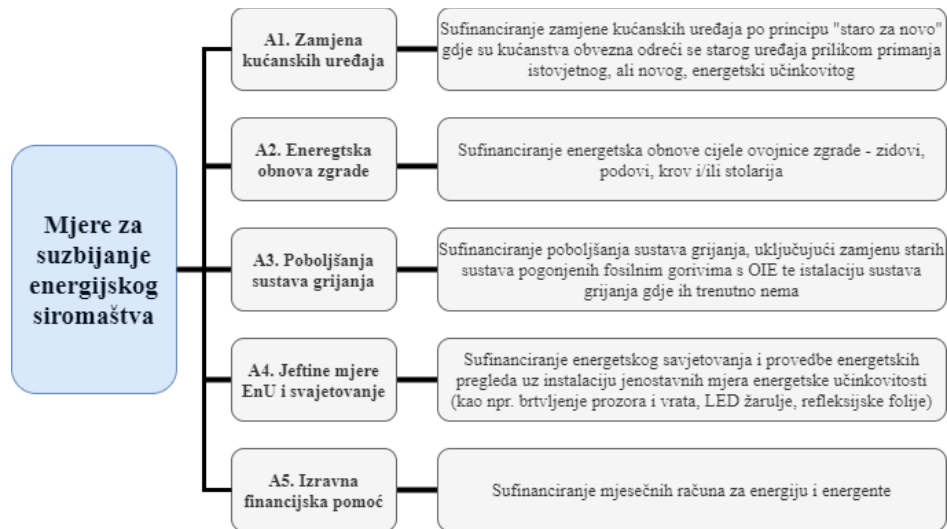 Mjere za
suzbijanje
energijskog
siromaštva
A1. Zamjena
kućanskih uređaja
Sufinanciranje zamjene kućanskih uređaja po principu "staro za novo"
gdje su kućanstva obvezna odreći se starog uređaja prilikom primanja
istovjetnog, ali novog, energetski učinkovitog
A2. Eneregtska
obnova zgrade
Sufinanciranje energetska obnove cijele ovojnice zgrade - zidovi,
podovi, krov i/ili stolarija
A3. Poboljšanja
sustava grijanja
Sufinanciranje poboljšanja sustava grijanja, uključujući zamjenu starih
sustava pogonjenih fosilnim gorivima s OIE te istalaciju sustava
grijanja gdje ih trenutno nema
A4. Jeftine mjere
EnU i svajetovanje
Sufinanciranje energetskog savjetovanja i provedbe energetskih
pregleda uz instalaciju jenostavnih mjera energetske učinkovitosti
(kao npr. brtvljenje prozora i vrata, LED žarulje, refleksijske folije)
A5. Izravna
financijska pomoć
Sufinanciranje mjesečnih računa za energiju i energente